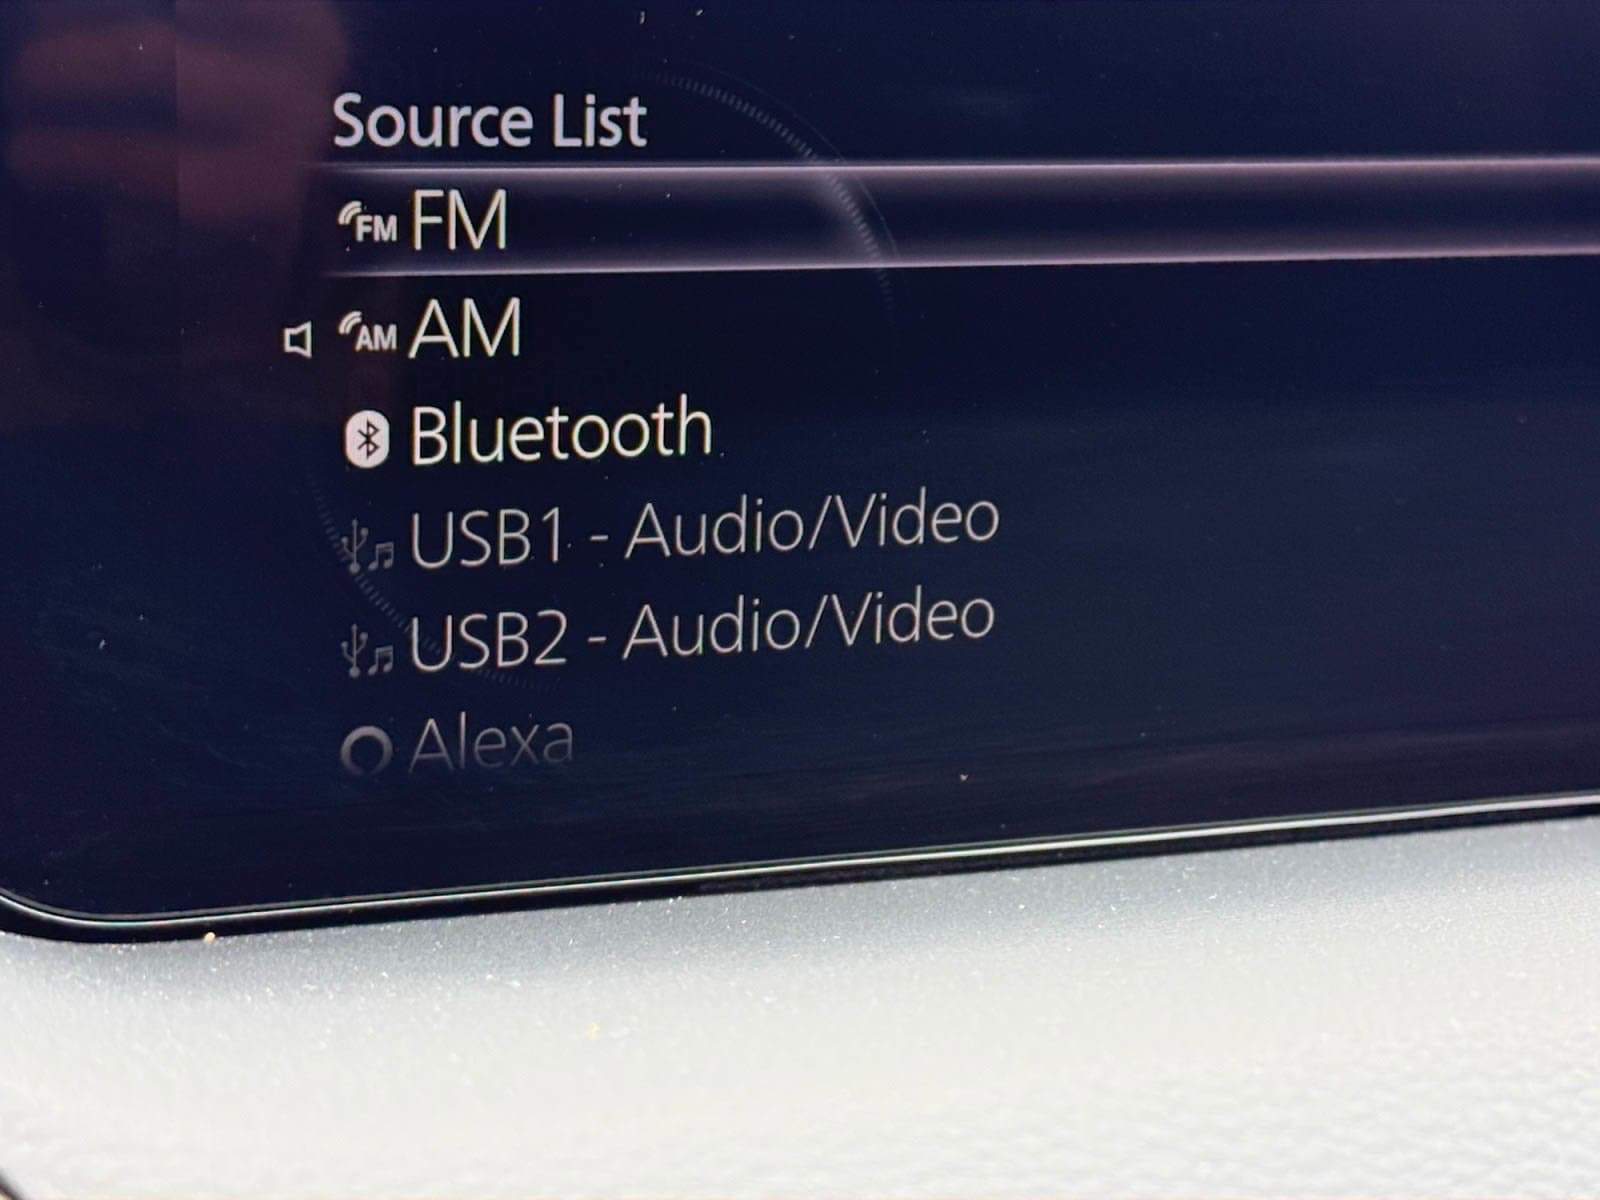 Source List
FM FM
AM AM
Bluetooth
USB1 - Audio/Video
USB2 - Audio/Video
Alexa